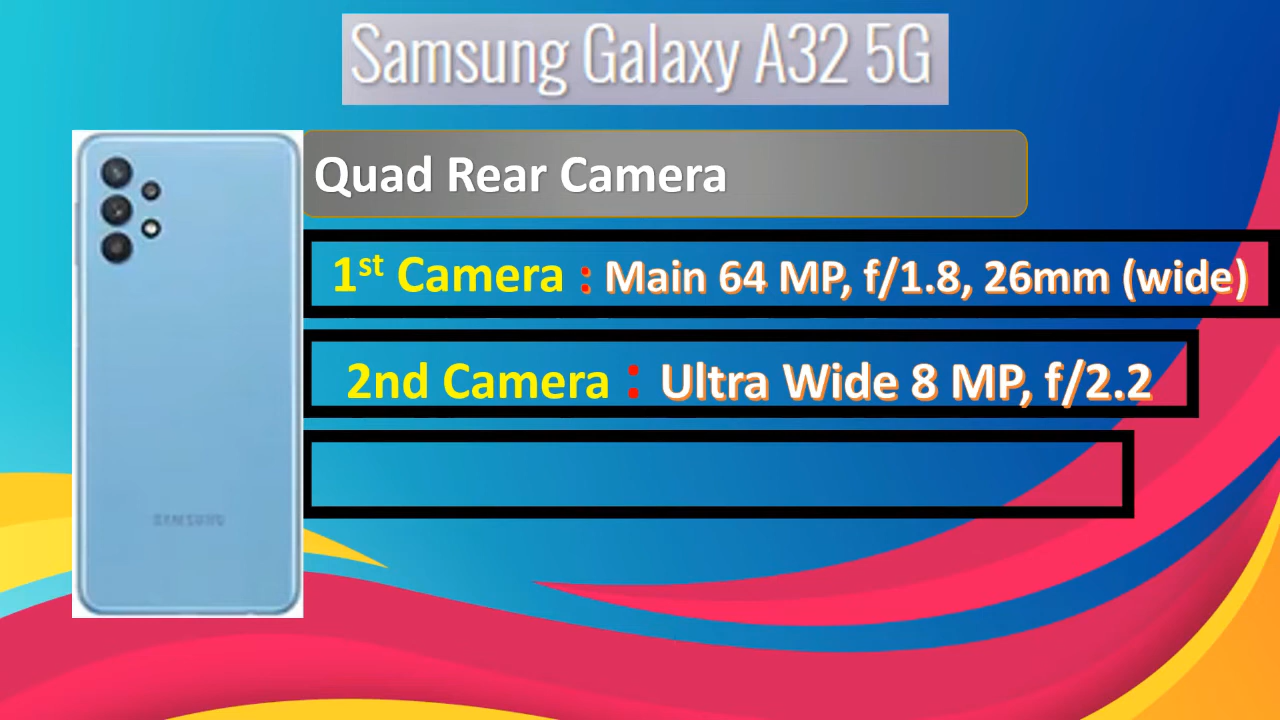 Samsung Galaxy A32 5G
Quad Rear Camera
1st Camera : Main 64 MP, f/1.8, 26mm (wide)
2nd Camera : Ultra Wide 8 MP, f/2.2
SAMSUNG